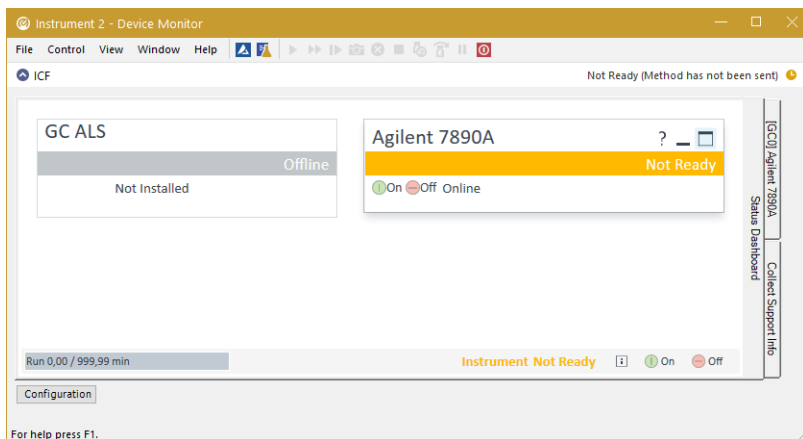 Instrument 2 - Device Monitor
File Control View Window Help
ICF
Not Ready (Method has not been sent)
GC ALS
Offline
Not Installed
Agilent 7890A ?
Not Ready
On Off Online
[GC0] Agilent 7890A
Status Dashboard
Collect Support Info
Run 0,00 / 999,99 min
Instrument Not Ready i On Off
Configuration
For help press F1.